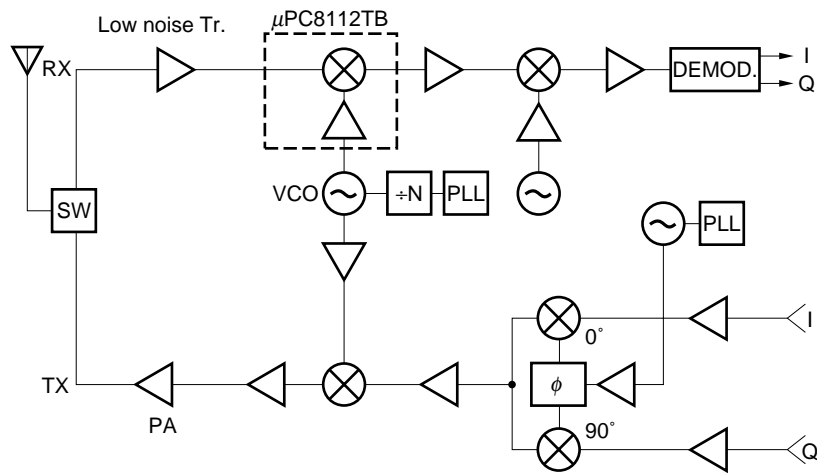 Low noise Tr.
μPC8112TB
RX
DEMOD.
I
Q
SW
VCO
÷N
PLL
PLL
I
0°
TX
φ
PA
90°
Q